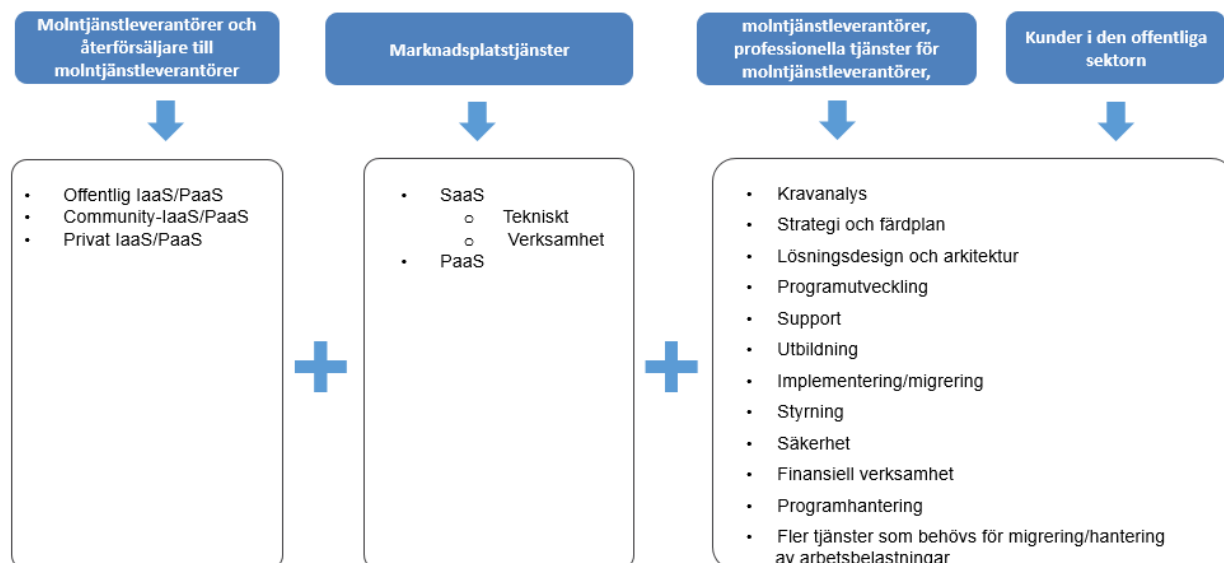 Molntjänstleverantörer och
återförsäljare till
molntjänstleverantörer
Marknadsplatstjänster
molntjänstleverantörer,
professionella tjänster för
molntjänstleverantörer,
Kunder i den offentliga
sektorn
• Offentlig IaaS/PaaS
• Community-IaaS/PaaS
• Privat IaaS/PaaS
• SaaS
o Tekniskt
o Verksamhet
• PaaS
• Kravanalys
• Strategi och färdplan
• Lösningsdesign och arkitektur
• Programutveckling
• Support
• Utbildning
• Implementering/migrering
• Styrning
• Säkerhet
• Finansiell verksamhet
• Programhantering
• Fler tjänster som behövs för migrering/hantering
av arbetsbelastningar